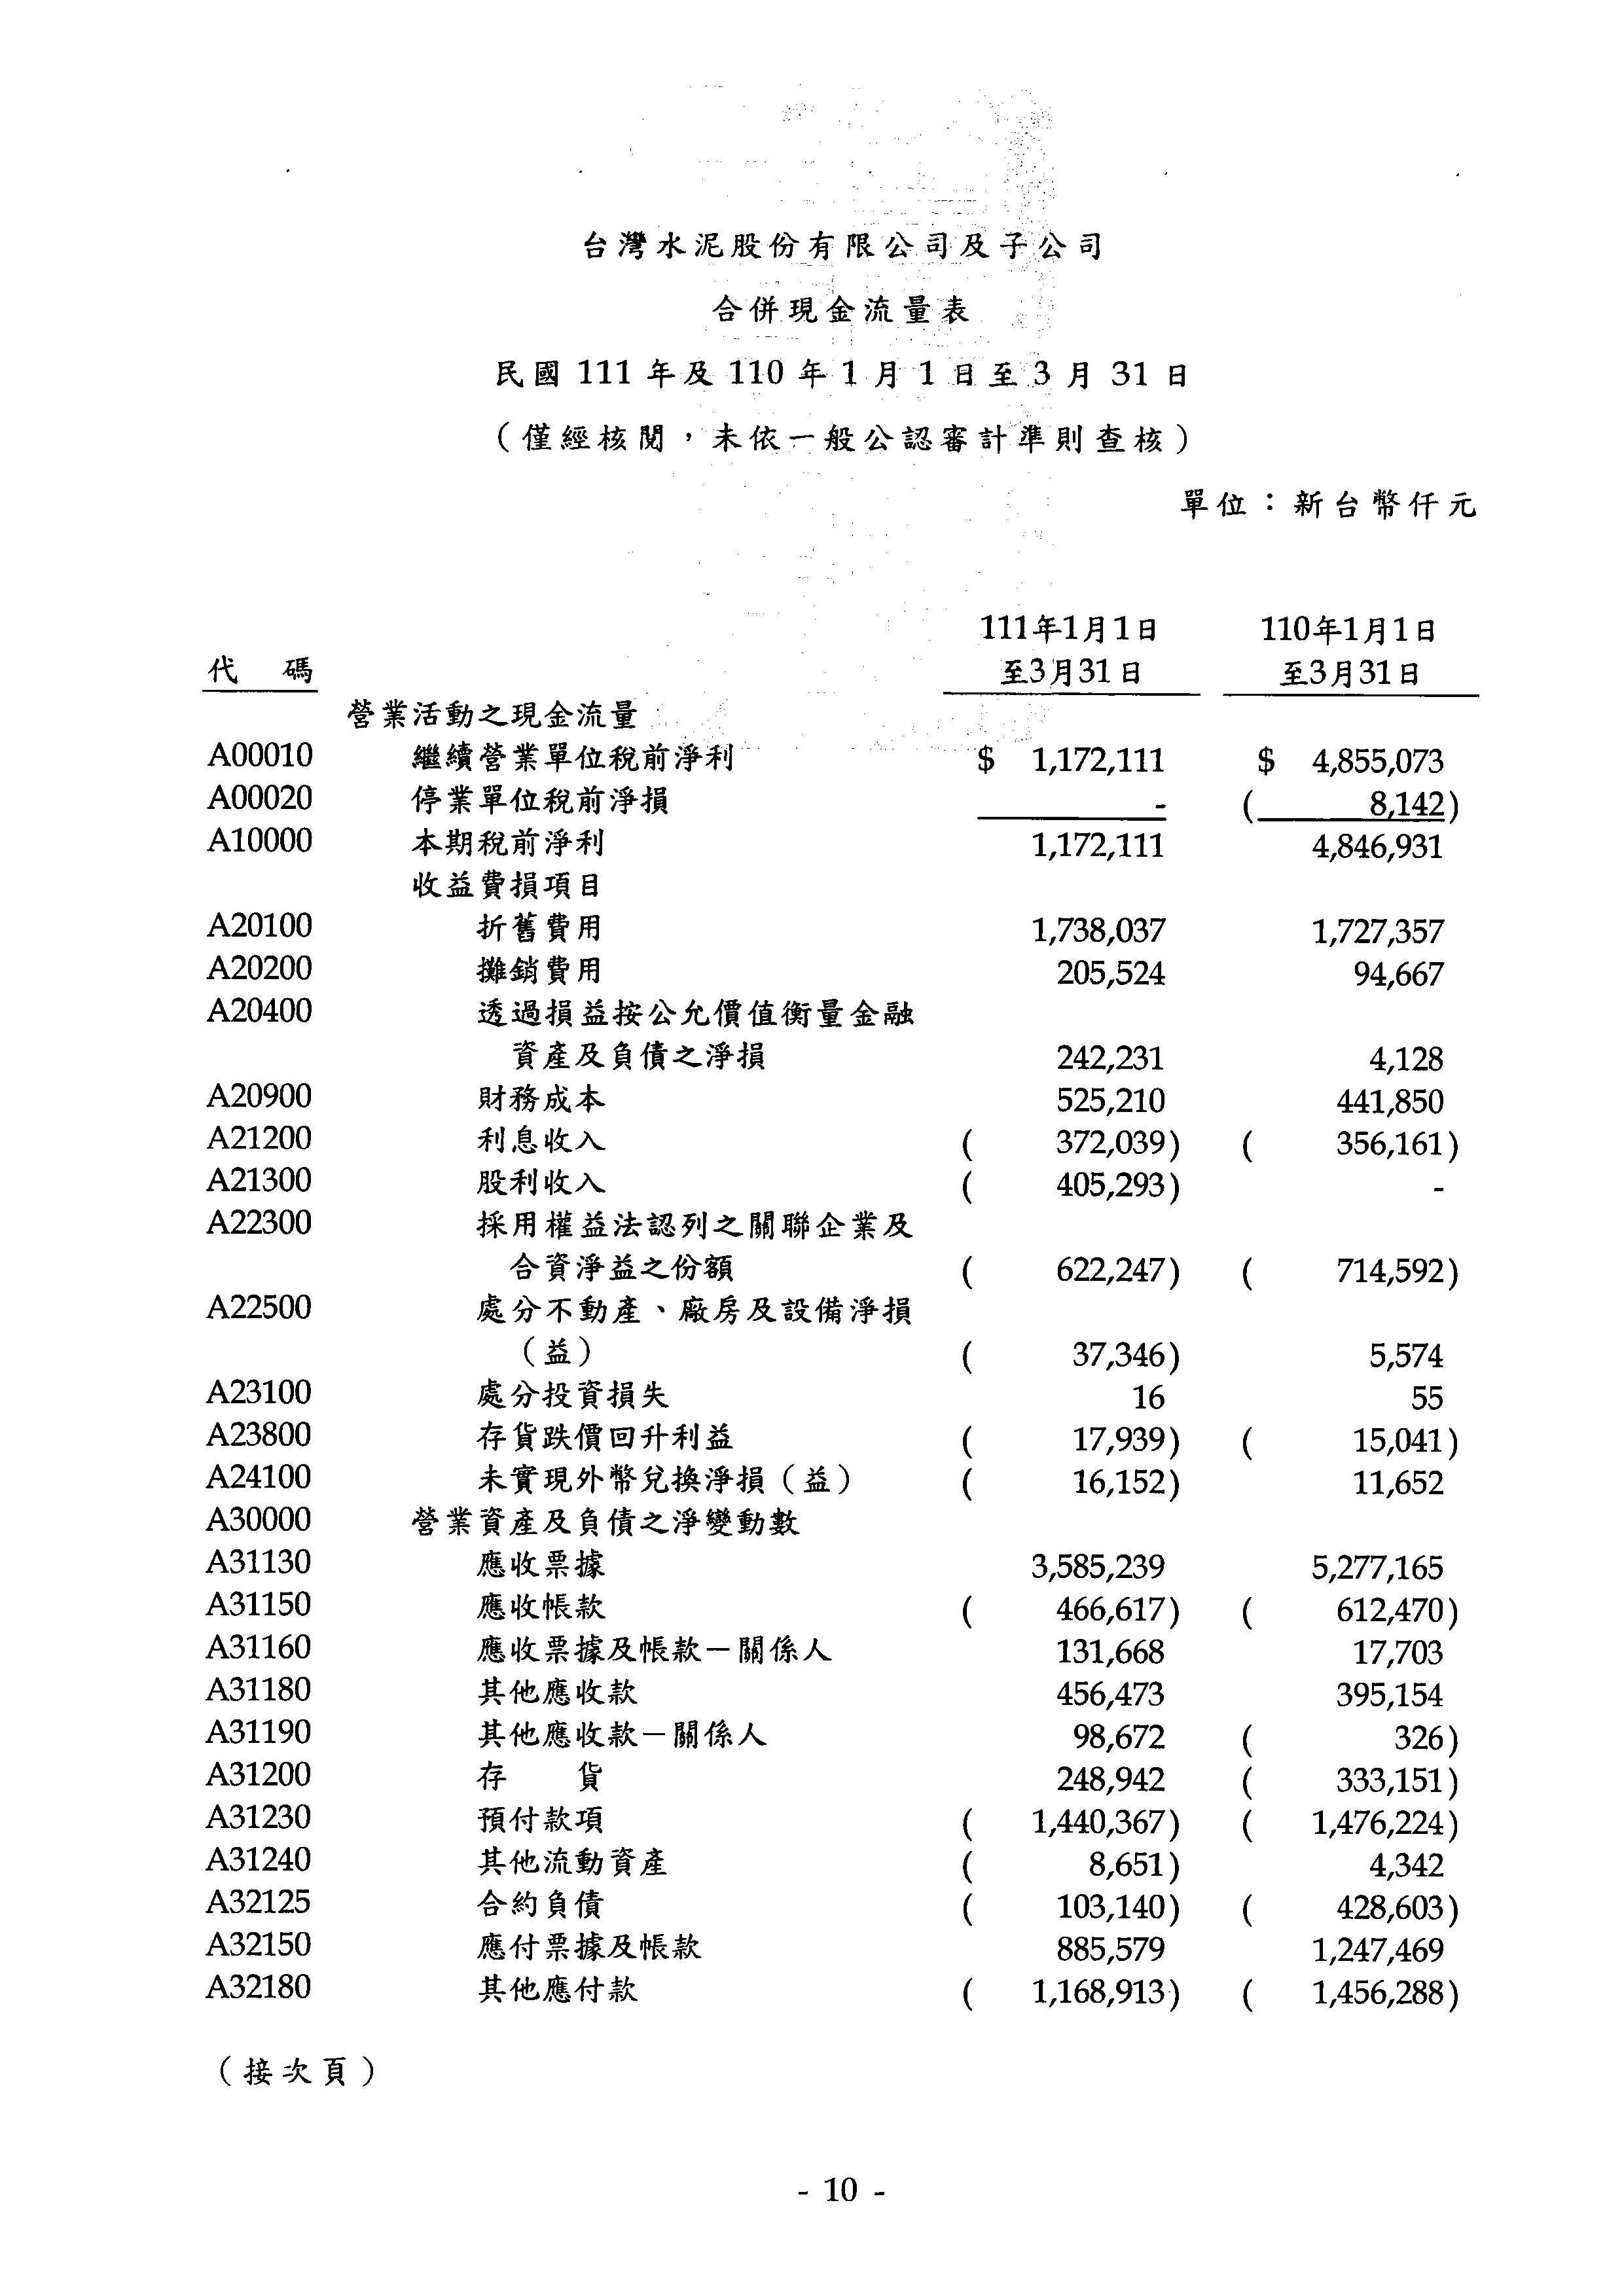 台灣水泥股份有限公司及子公司
合併現金流量表
民國 111 年及 110 年 1 月 1 日至 3 月 31 日
（僅經核閱，未依一般公認審計準則查核）
單位：新台幣仟元
111年1月1日 110年1月1日
代 碼 至3月31日 至3月31日
營業活動之現金流量
A00010 繼續營業單位稅前淨利 $ 1,172,111 $ 4,855,073
A00020 停業單位稅前淨損 - ( 8,142)
A10000 本期稅前淨利 1,172,111 4,846,931
收益費損項目
A20100 折舊費用 1,738,037 1,727,357
A20200 攤銷費用 205,524 94,667
A20400 透過損益按公允價值衡量金融
資產及負債之淨損 242,231 4,128
A20900 財務成本 525,210 441,850
A21200 利息收入 ( 372,039) ( 356,161)
A21300 股利收入 ( 405,293) -
A22300 採用權益法認列之關聯企業及
合資淨益之份額 ( 622,247) ( 714,592)
A22500 處分不動產、廠房及設備淨損
（益） ( 37,346) 5,574
A23100 處分投資損失 16 55
A23800 存貨跌價回升利益 ( 17,939) ( 15,041)
A24100 未實現外幣兌換淨損（益） ( 16,152) 11,652
A30000 營業資產及負債之淨變動數
A31130 應收票據 3,585,239 5,277,165
A31150 應收帳款 ( 466,617) ( 612,470)
A31160 應收票據及帳款－關係人 131,668 17,703
A31180 其他應收款 456,473 395,154
A31190 其他應收款－關係人 98,672 ( 326)
A31200 存 貨 248,942 ( 333,151)
A31230 預付款項 ( 1,440,367) ( 1,476,224)
A31240 其他流動資產 ( 8,651) 4,342
A32125 合約負債 ( 103,140) ( 428,603)
A32150 應付票據及帳款 885,579 1,247,469
A32180 其他應付款 ( 1,168,913) ( 1,456,288)
（接次頁）
- 10 -